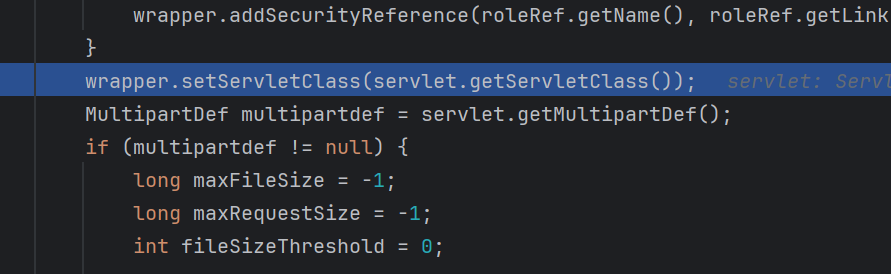 wrapper.addSecurityReference(roleRef.getName(), roleRef.getLink
}
wrapper.setServletClass(servlet.getServletClass()); servlet: Servl
MultipartDef multipartdef = servlet.getMultipartDef();
if (multipartdef != null) {
long maxFileSize = -1;
long maxRequestSize = -1;
int fileSizeThreshold = 0;